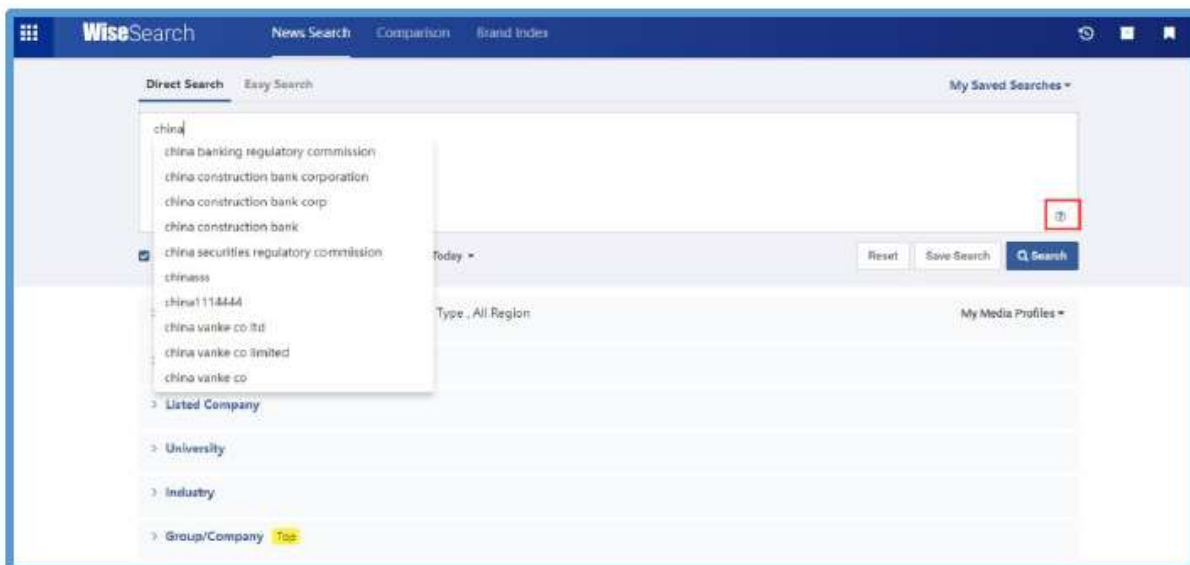 WiseSearch News Search Comparison Brand Index
Direct Search Easy Search My Saved Searches
china
china banking regulatory commission
china construction bank corporation
china construction bank corp
china construction bank
china securities regulatory commission
Today Reset Save Search Search
chinasss
china1114444
Type , All Region My Media Profiles
china vanke co ltd
china vanke co limited
china vanke co
Listed Company
University
Industry
Group/Company Top